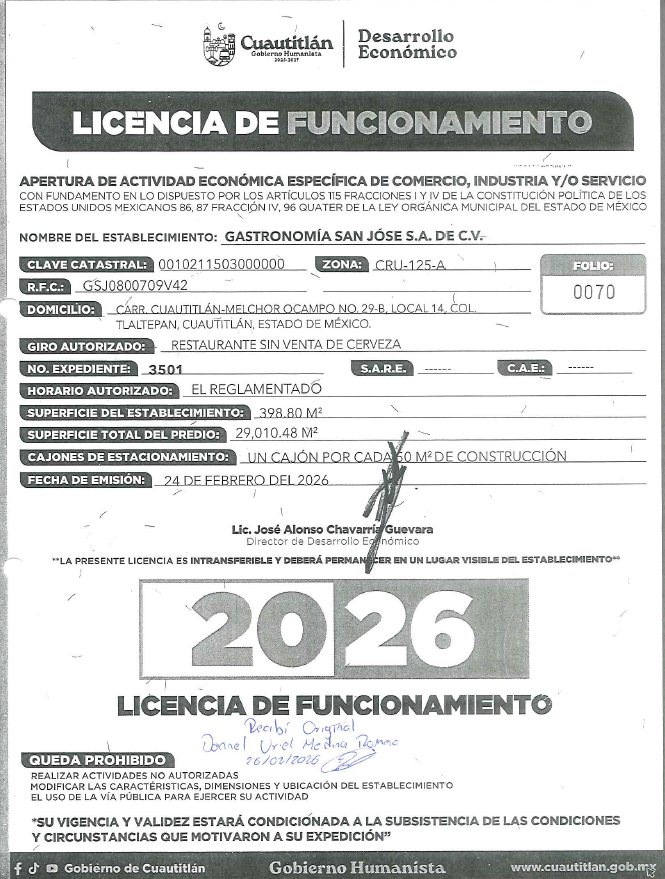 Cuautitlán
Gobierno Humanista
2025-2027
Desarrollo
Económico
LICENCIA DE FUNCIONAMIENTO
APERTURA DE ACTIVIDAD ECONÓMICA ESPECÍFICA DE COMERCIO, INDUSTRIA Y/O SERVICIO
CON FUNDAMENTO EN LO DISPUESTO POR LOS ARTÍCULOS 115 FRACCIONES I Y IV DE LA CONSTITUCIÓN POLÍTICA DE LOS
ESTADOS UNIDOS MEXICANOS 86, 87 FRACCIÓN IV, 96 QUATER DE LA LEY ORGÁNICA MUNICIPAL DEL ESTADO DE MÉXICO
NOMBRE DEL ESTABLECIMIENTO: GASTRONOMÍA SAN JÓSE S.A. DE C.V.
CLAVE CATASTRAL: 0010211503000000 ZONA: CRU-125-A
FOLIO:
0070
R.F.C.: GSJ0800709V42
DOMICILIO: CARR. CUAUTITLÁN-MELCHOR OCAMPO NO. 29-B, LOCAL 14, COL.
TLALTEPAN, CUAUTITLÁN, ESTADO DE MÉXICO.
GIRO AUTORIZADO: RESTAURANTE SIN VENTA DE CERVEZA
NO. EXPEDIENTE: 3501 S.A.R.E. ------ C.A.E.: ------
HORARIO AUTORIZADO: EL REGLAMENTADO
SUPERFICIE DEL ESTABLECIMIENTO: 398.80 M²
SUPERFICIE TOTAL DEL PREDIO: 29,010.48 M²
CAJONES DE ESTACIONAMIENTO: UN CAJÓN POR CADA 60 M² DE CONSTRUCCIÓN
FECHA DE EMISIÓN: 24 DE FEBRERO DEL 2026
Lic. José Alonso Chavarría Guevara
Director de Desarrollo Económico
**LA PRESENTE LICENCIA ES INTRANSFERIBLE Y DEBERÁ PERMANECER EN UN LUGAR VISIBLE DEL ESTABLECIMIENTO**
2026
LICENCIA DE FUNCIONAMIENTO
Recibí Original
Daniel Uriel Medina Romero
26/02/2026
QUEDA PROHIBIDO
REALIZAR ACTIVIDADES NO AUTORIZADAS
MODIFICAR LAS CARACTERÍSTICAS, DIMENSIONES Y UBICACIÓN DEL ESTABLECIMIENTO
EL USO DE LA VÍA PÚBLICA PARA EJERCER SU ACTIVIDAD
"SU VIGENCIA Y VALIDEZ ESTARÁ CONDICIONADA A LA SUBSISTENCIA DE LAS CONDICIONES
Y CIRCUNSTANCIAS QUE MOTIVARON A SU EXPEDICIÓN"
Gobierno de Cuautitlán Gobierno Humanista www.cuautitlan.gob.mx